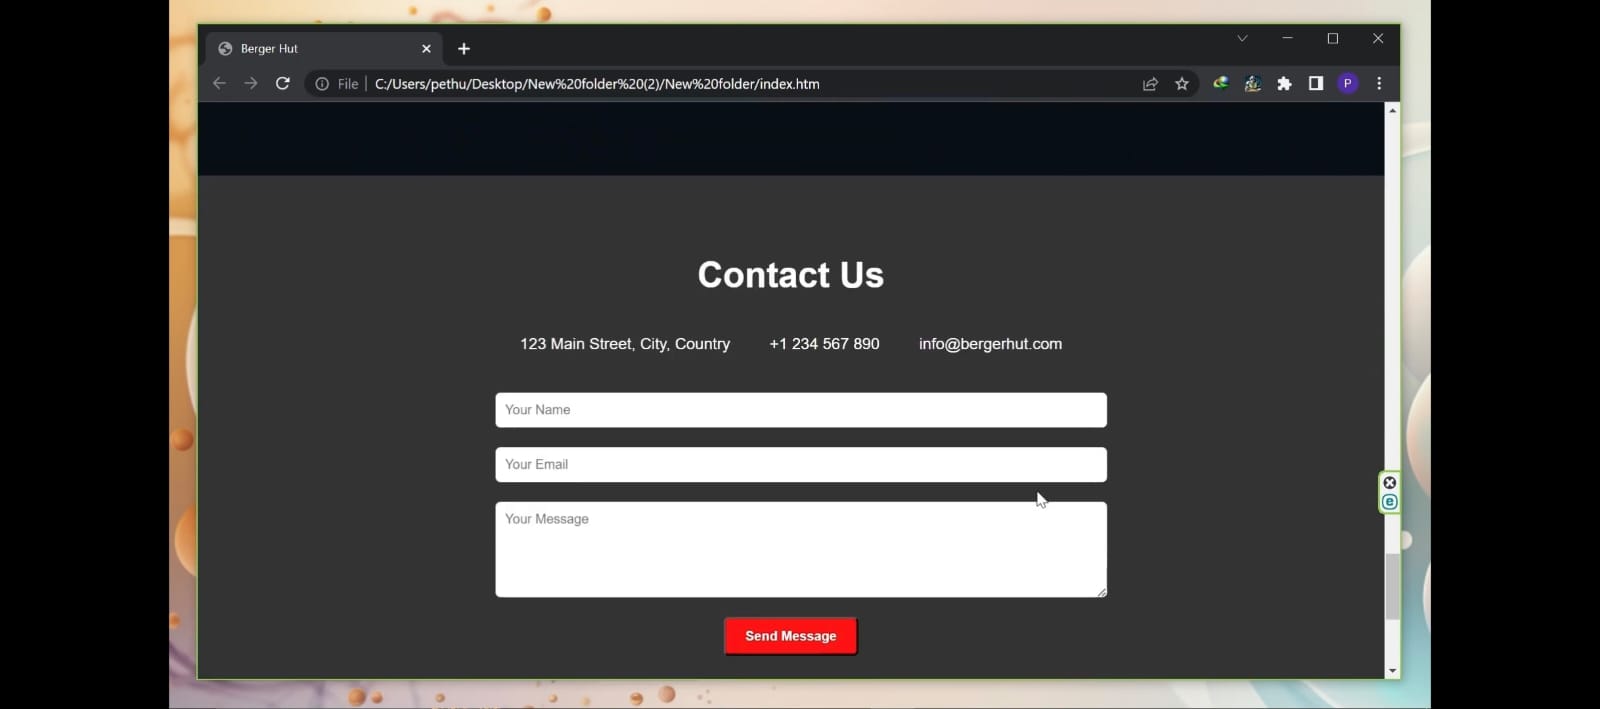 Berger Hut
File
C:/Users/pethu/Desktop/New%20folder%20(2)/New%20folder/index.htm
P
Contact Us
123 Main Street, City, Country +1 234 567 890 info@bergerhut.com
Your Name
Your Email
Your Message
Send Message